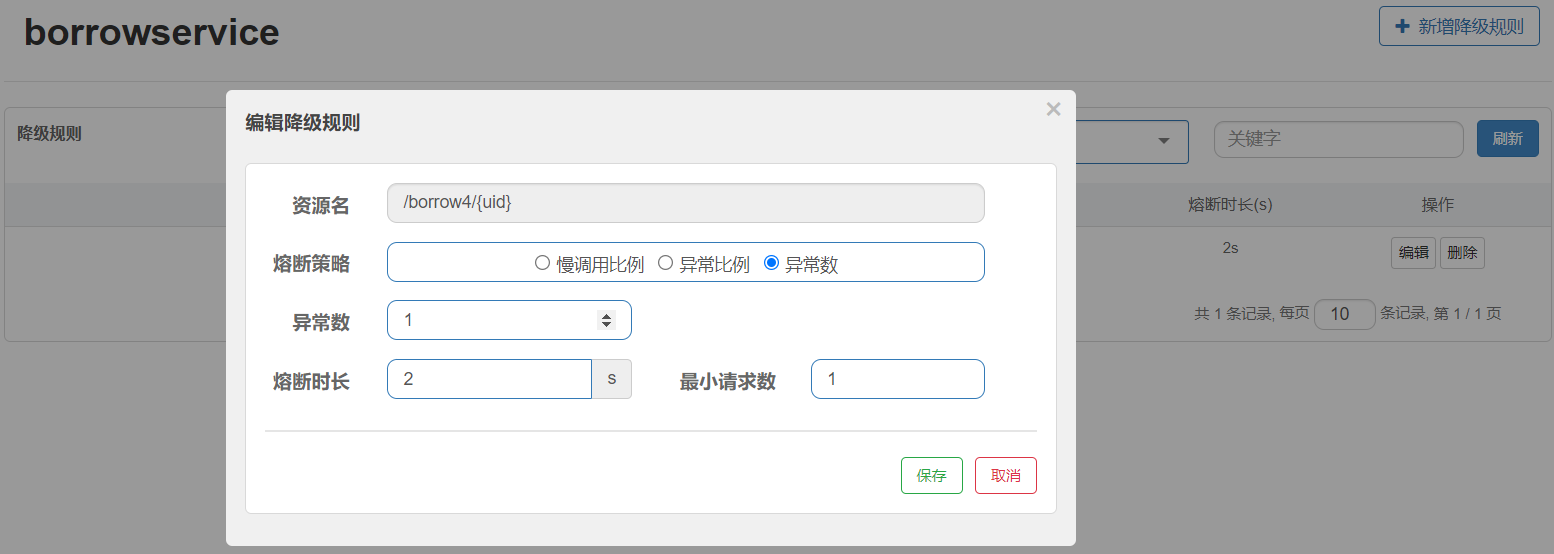 borrowservice
+ 新增降级规则
编辑降级规则
×
降级规则
关键字
刷新
资源名 /borrow4/{uid}
熔断时长(s) 操作
熔断策略 慢调用比例 异常比例 异常数
2s 编辑 删除
异常数 1
共 1 条记录, 每页 10 条记录, 第 1 / 1 页
熔断时长 2 s 最小请求数 1
保存 取消